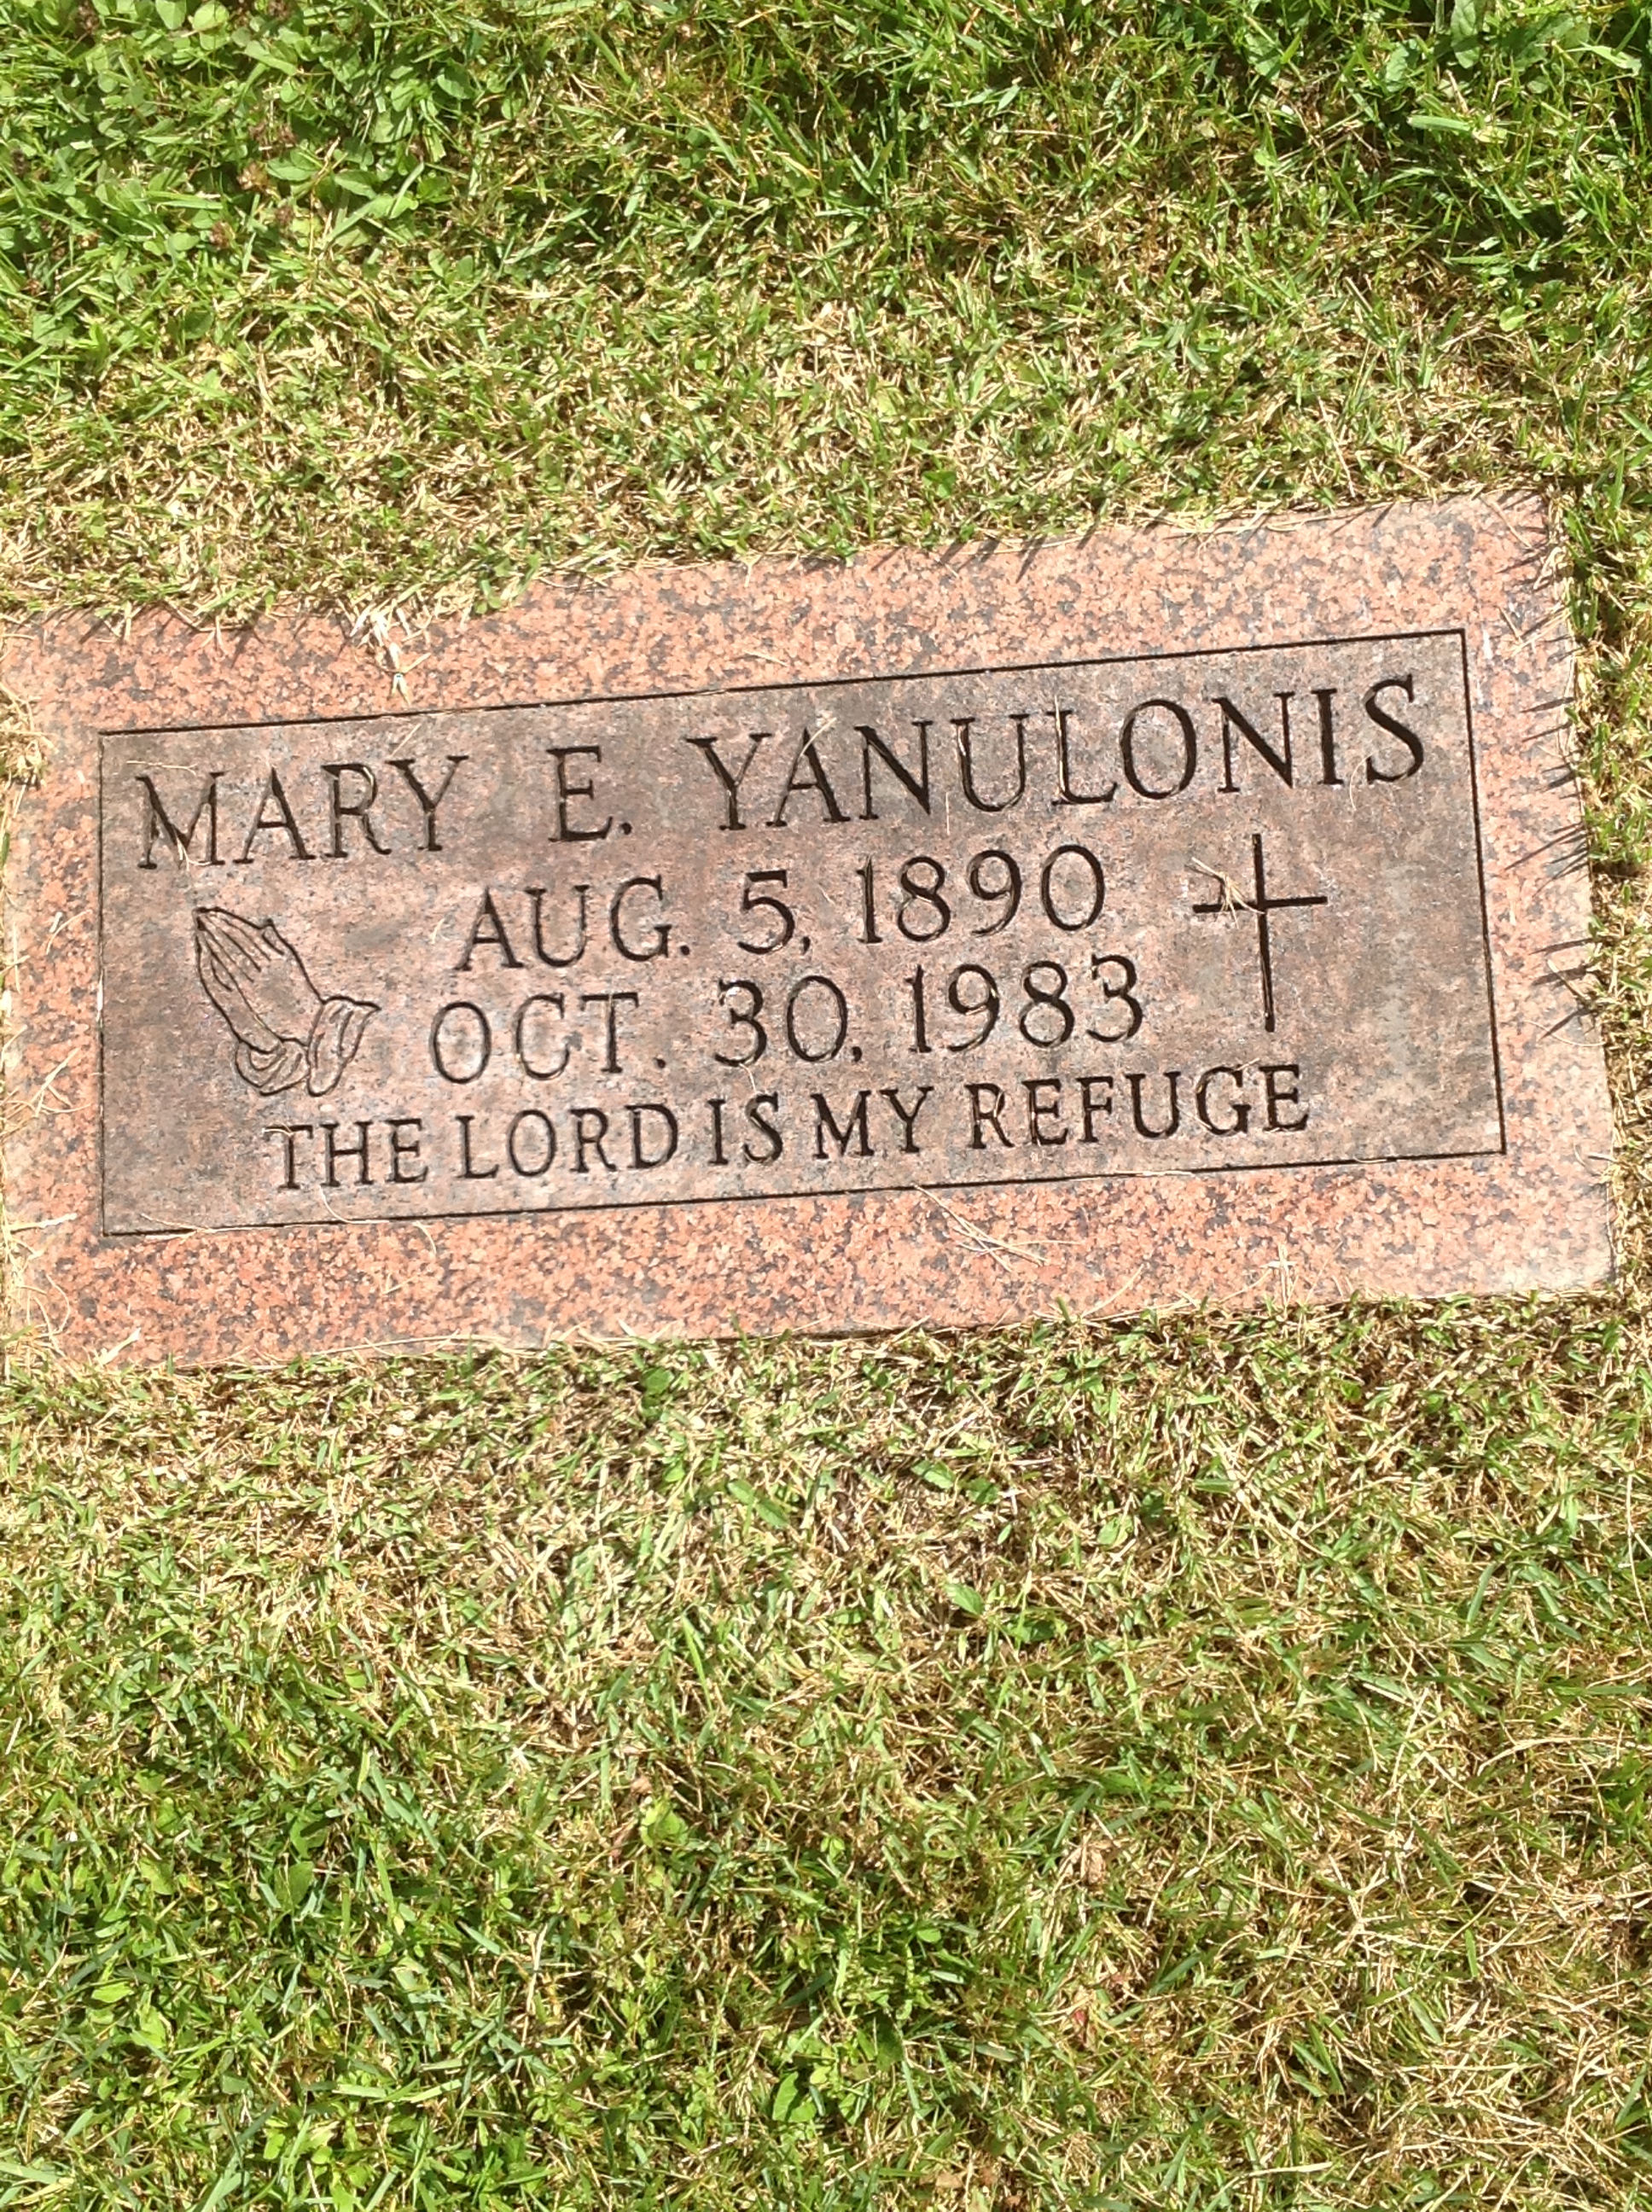 MARY E. YANULONIS
AUG. 5, 1890
OCT. 30, 1983
THE LORD IS MY REFUGE